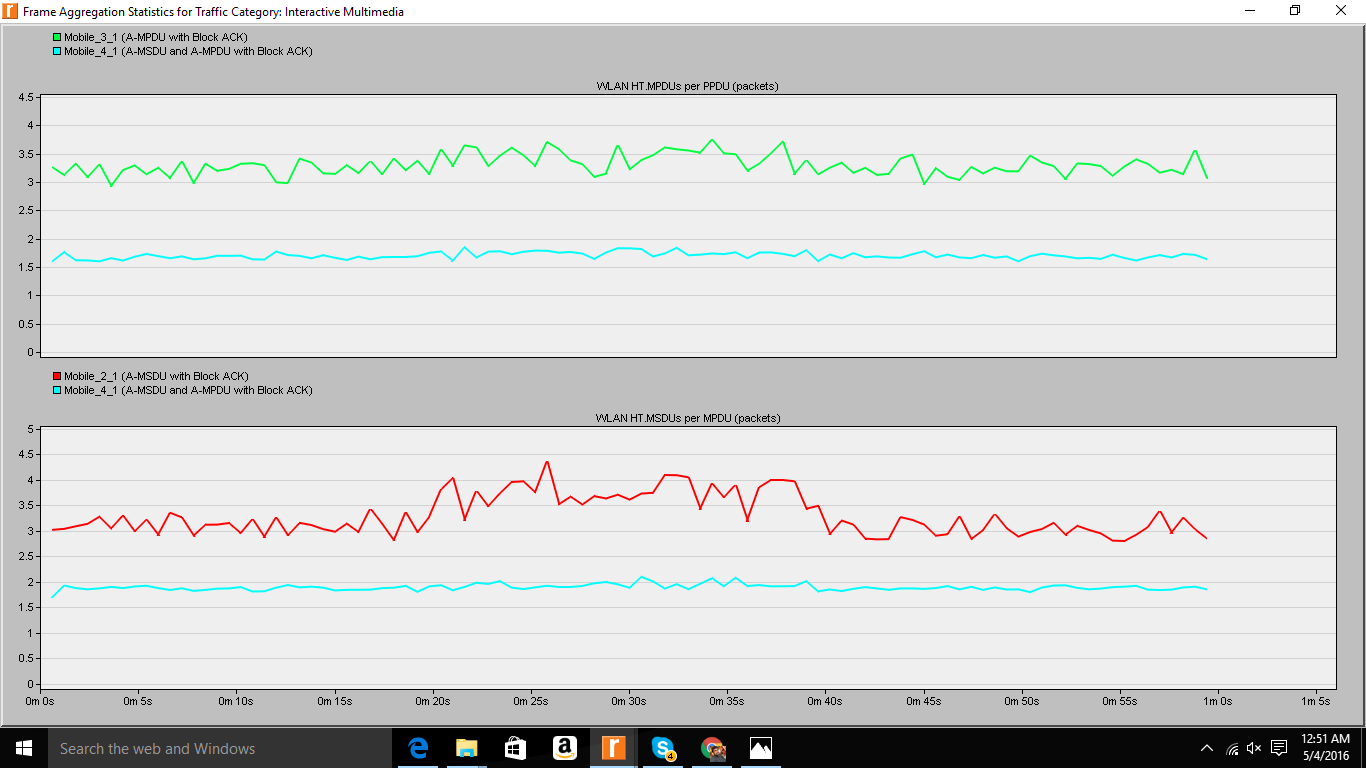 Frame Aggregation Statistics for Traffic Category: Interactive Multimedia
Mobile_3_1 (A-MPDU with Block ACK)
Mobile_4_1 (A-MSDU and A-MPDU with Block ACK)
WLAN HT.MPDUs per PPDU (packets)
4.5
4
3.5
3
2.5
2
1.5
1
0.5
0
Mobile_2_1 (A-MSDU with Block ACK)
Mobile_4_1 (A-MSDU and A-MPDU with Block ACK)
WLAN HT.MSDUs per MPDU (packets)
5
4.5
4
3.5
3
2.5
2
1.5
1
0.5
0
0m 0s 0m 5s 0m 10s 0m 15s 0m 20s 0m 25s 0m 30s 0m 35s 0m 40s 0m 45s 0m 50s 0m 55s 1m 0s 1m 5s
Search the web and Windows
4
12:51 AM
5/4/2016